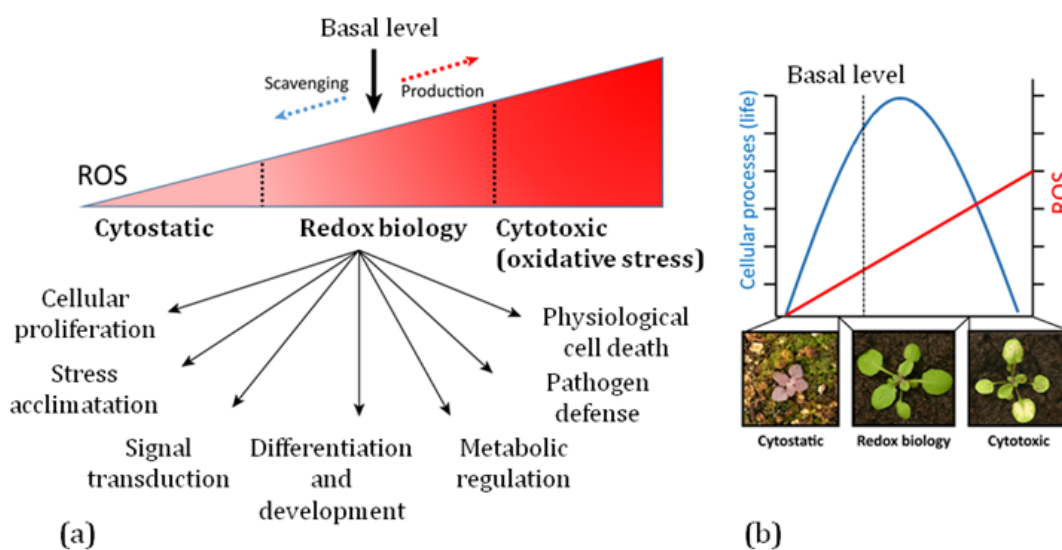 Basal level
Scavenging
Production
ROS
Cytostatic
Redox biology
Cytotoxic
(oxidative stress)
Cellular
proliferation
Stress
acclimatation
Signal
transduction
Differentiation
and
development
Metabolic
regulation
Pathogen
defense
Physiological
cell death
(a)
Basal level
Cellular processes (life)
ROS
Cytostatic
Redox biology
Cytotoxic
(b)